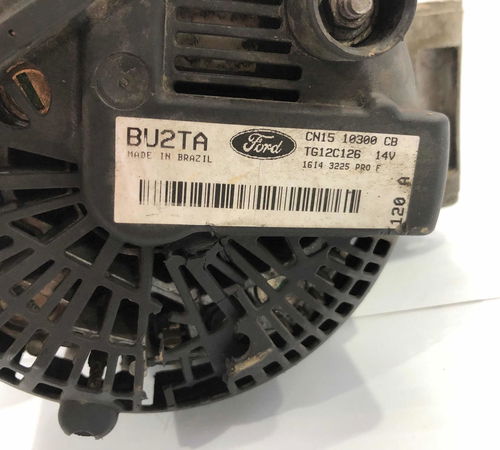 BU2TA
MADE IN BRAZIL
Ford
CN15 10300 CB
TG12C126 14V
1614 3225 PRO F
120 A